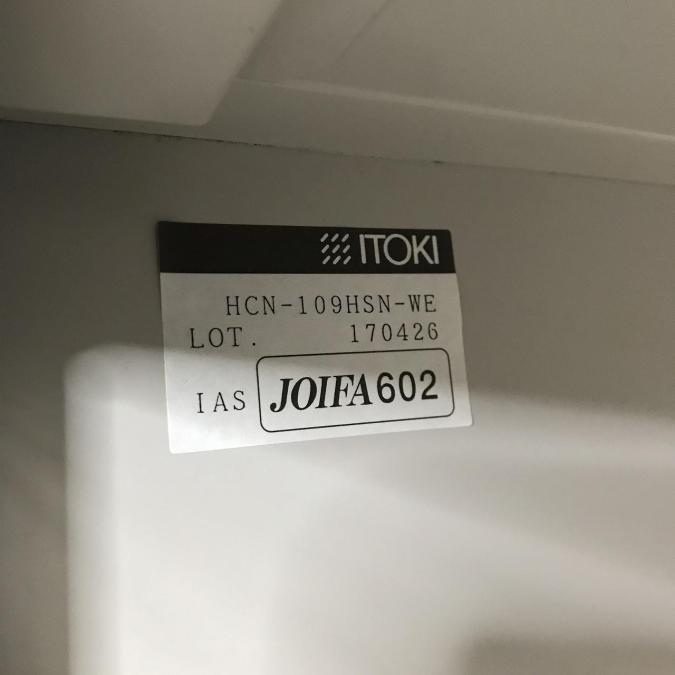 ITOKI
HCN-109HSN-WE
LOT. 170426
IAS JOIFA602